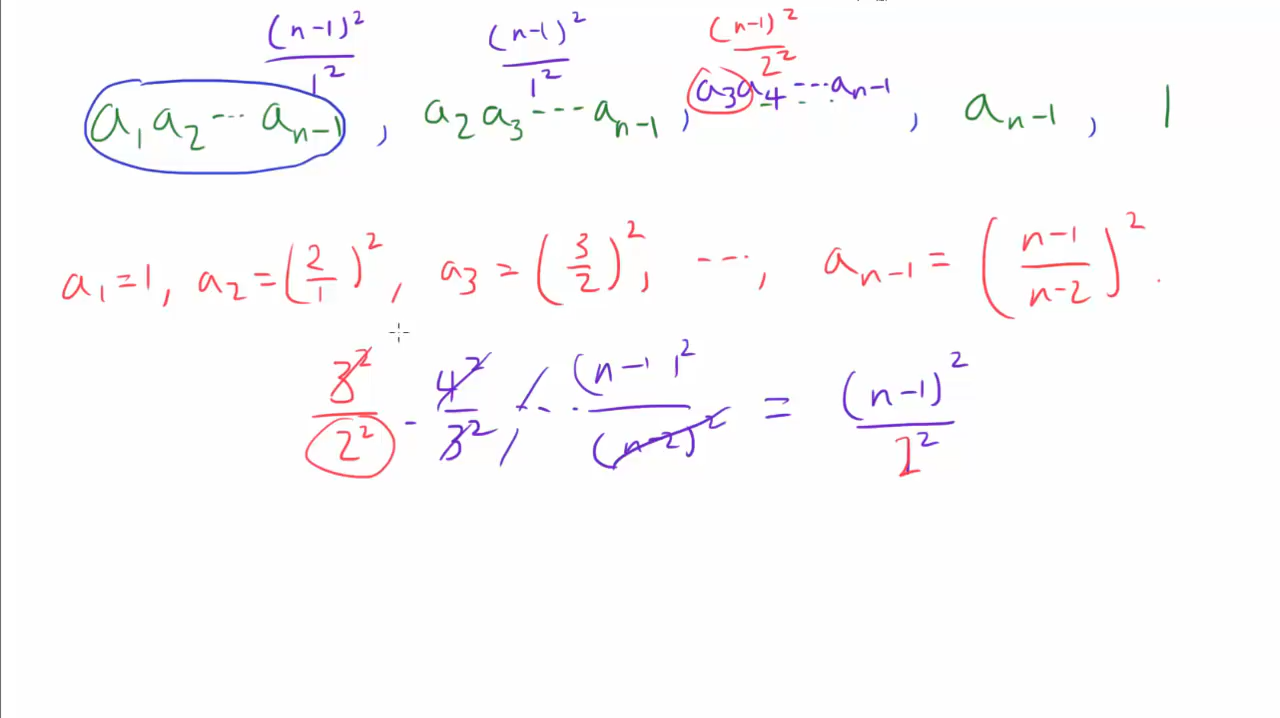 (n-1)²/1² (n-1)²/1² (n-1)²/2²
a₁a₂ ··· aₙ₋₁ , a₂a₃ ---- aₙ₋₁ , a₃a₄ ··· aₙ₋₁ , aₙ₋₁ , 1
a₁ = 1, a₂ = (2/1)², a₃ = (3/2)², ---, aₙ₋₁ = ((n-1)/(n-2))².
3²/2² · 4²/3² ··· (n-1)²/(n-2)² = (n-1)²/2²